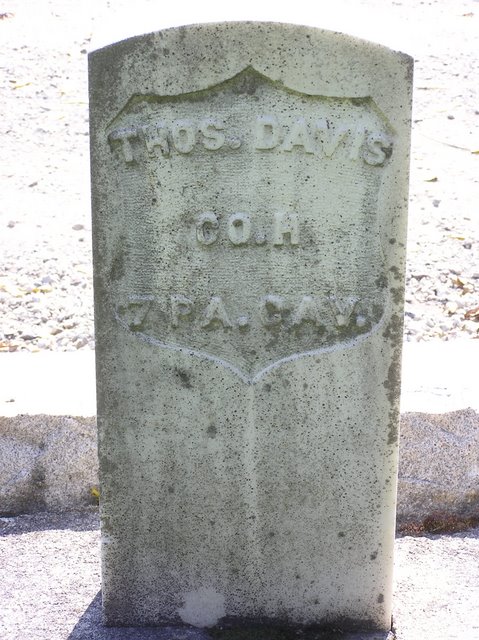 THOS. DAVIS
CO. H
7 PA. CAV.